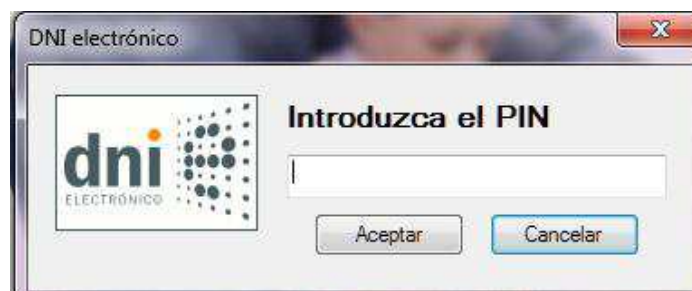 DNI electrónico
dni
ELECTRÓNICO
Introduzca el PIN
Aceptar
Cancelar